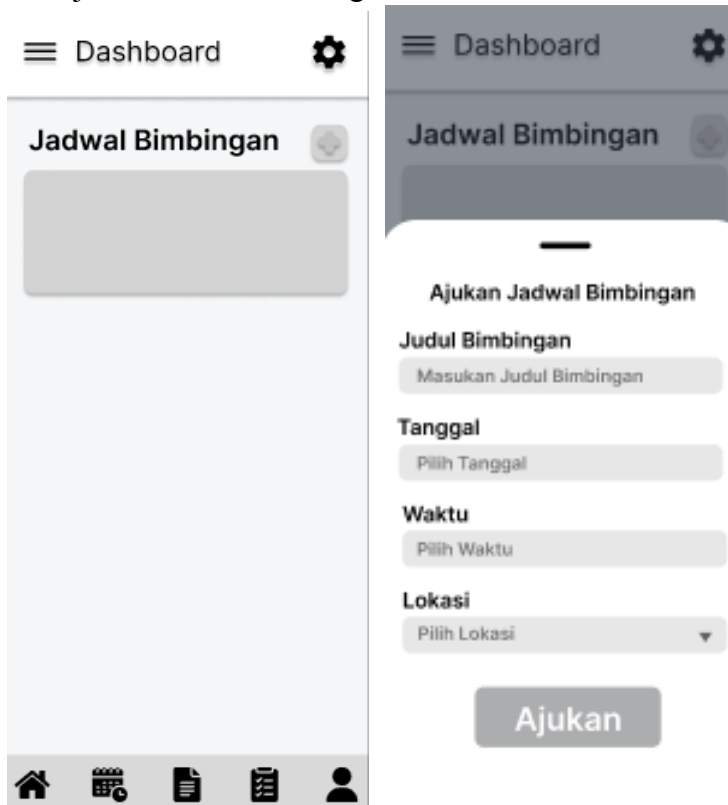 Dashboard
Jadwal Bimbingan
Dashboard
Jadwal Bimbingan
Ajukan Jadwal Bimbingan
Judul Bimbingan
Masukan Judul Bimbingan
Tanggal
Pilih Tanggal
Waktu
Pilih Waktu
Lokasi
Pilih Lokasi
Ajukan